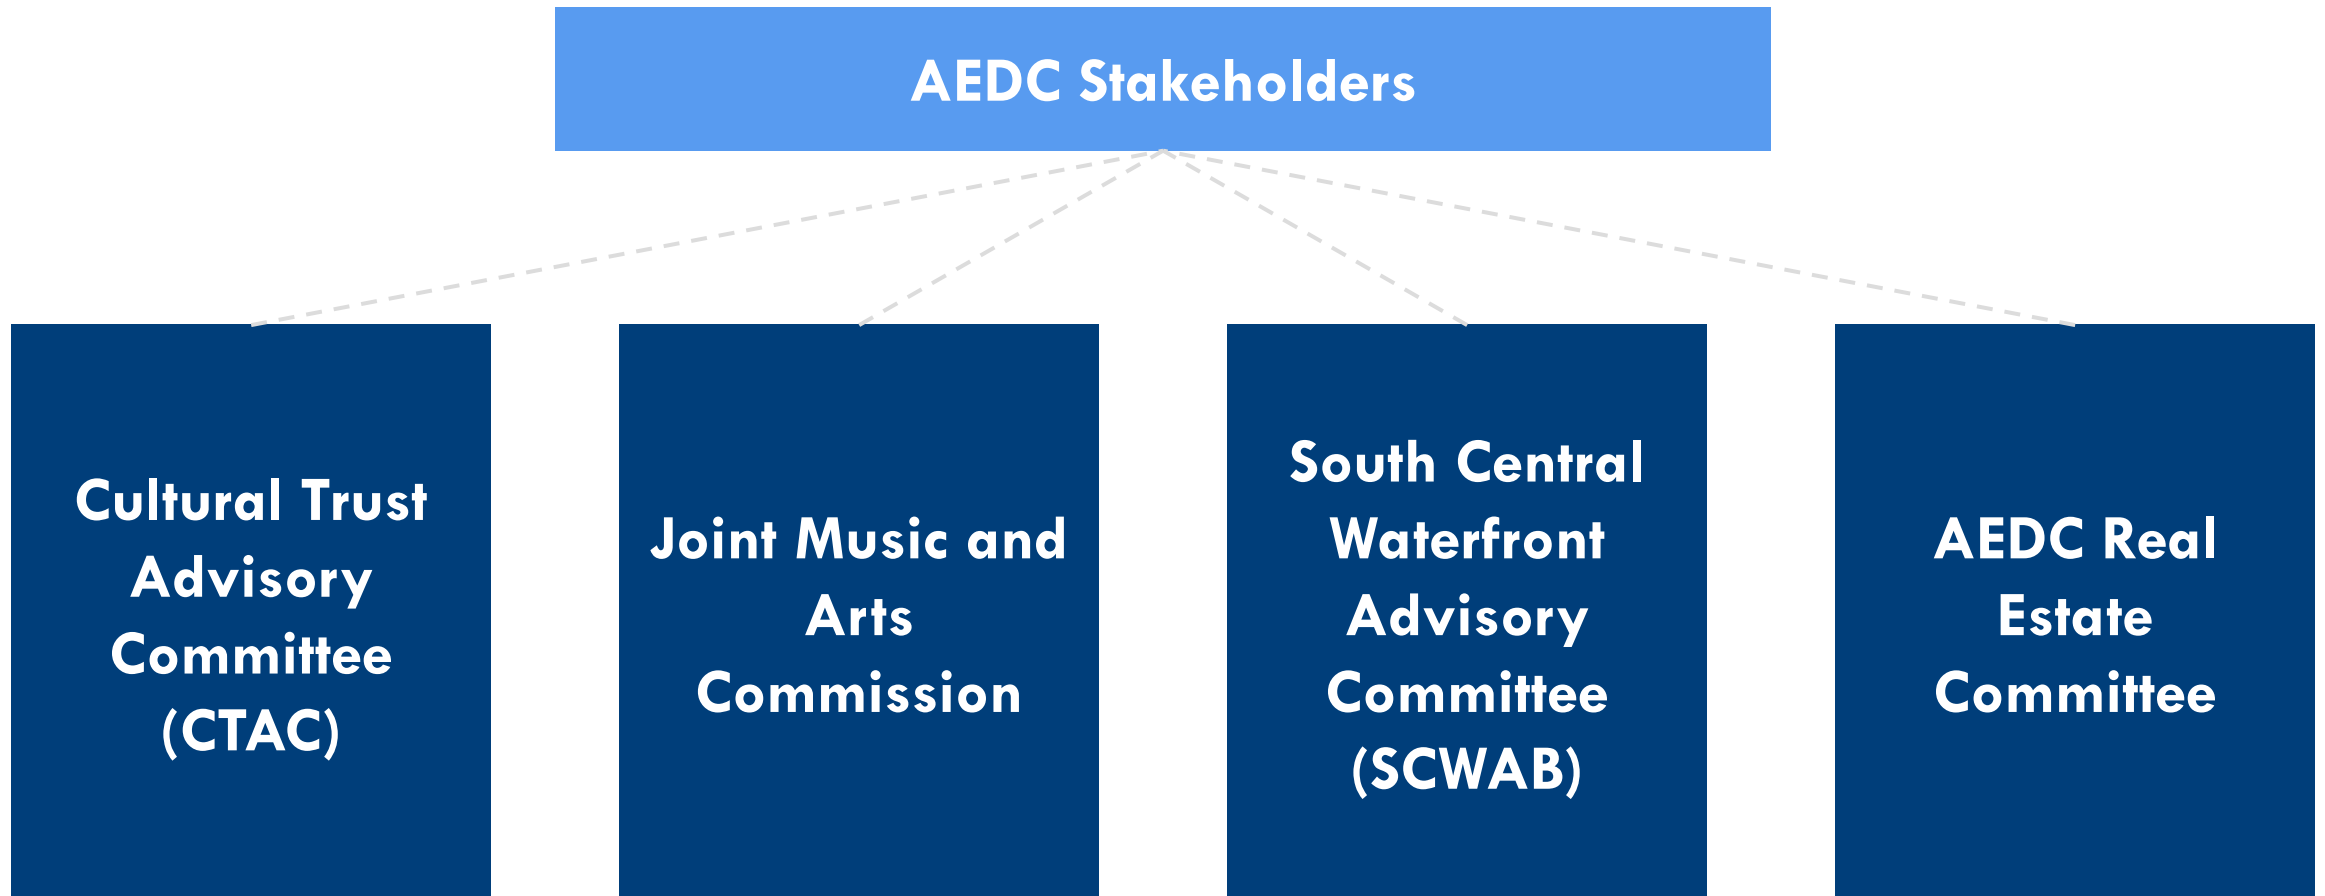 AEDC Stakeholders
Cultural Trust
Advisory
Committee
(CTAC)
Joint Music and
Arts
Commission
South Central
Waterfront
Advisory
Committee
(SCWAB)
AEDC Real
Estate
Committee